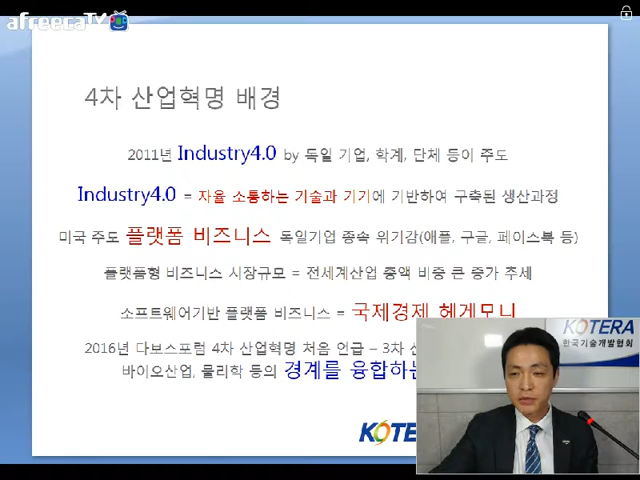 afreecaTV
4차 산업혁명 배경
2011년 Industry4.0 by 독일 기업, 학계, 단체 등이 주도
Industry4.0 = 자율 소통하는 기술과 기기에 기반하여 구축된 생산과정
미국 주도 플랫폼 비즈니스 독일기업 종속 위기감(애플, 구글, 페이스북 등)
플랫폼형 비즈니스 시장규모 = 전세계산업 총액 비중 큰 증가 추세
소프트웨어기반 플랫폼 비즈니스 = 국제경제 헤게모니
2016년 다보스포럼 4차 산업혁명 처음 언급 – 3차
바이오산업, 물리학 등의 경계를 융합하는
KOTERA
KOTERA
한국기술개발협회